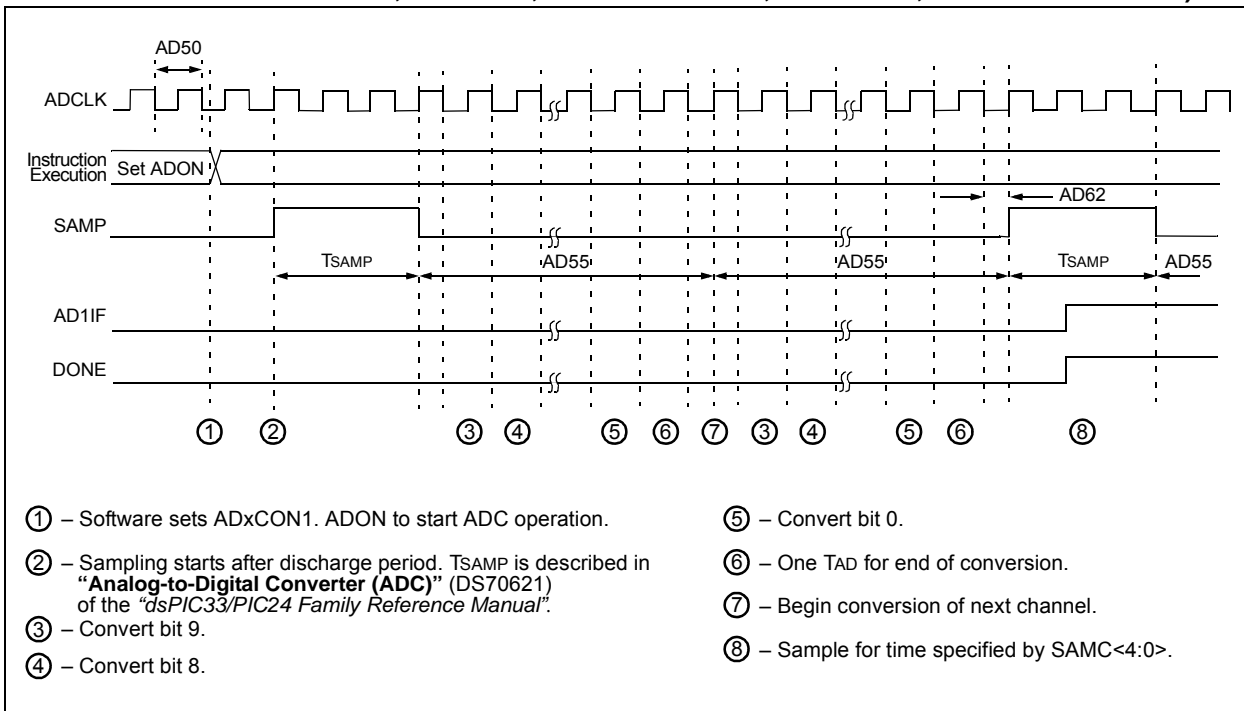 AD50
ADCLK
Instruction
Execution
Set ADON
SAMP
AD62
TSAMP
AD55
AD55
TSAMP
AD55
AD1IF
DONE
1 2 3 4 5 6 7 3 4 5 6 8
1 – Software sets ADxCON1. ADON to start ADC operation.
2 – Sampling starts after discharge period. TSAMP is described in
“Analog-to-Digital Converter (ADC)” (DS70621)
of the “dsPIC33/PIC24 Family Reference Manual”.
3 – Convert bit 9.
4 – Convert bit 8.
5 – Convert bit 0.
6 – One TAD for end of conversion.
7 – Begin conversion of next channel.
8 – Sample for time specified by SAMC<4:0>.